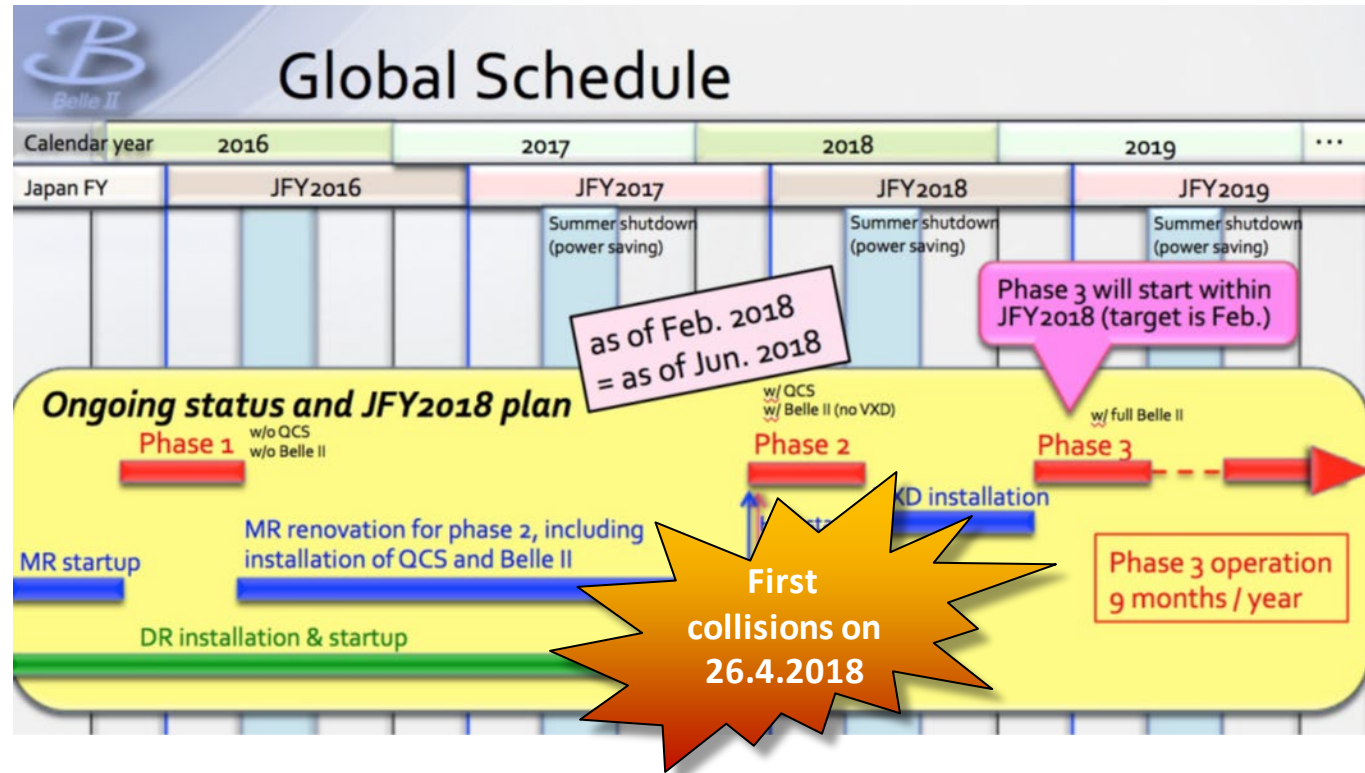 B
Belle II
Global Schedule
Calendar year 2016 2017 2018 2019 ...
Japan FY JFY2016 JFY2017 JFY2018 JFY2019
Summer shutdown
(power saving)
Summer shutdown
(power saving)
Summer shutdown
(power saving)
as of Feb. 2018
= as of Jun. 2018
Phase 3 will start within
JFY2018 (target is Feb.)
Ongoing status and JFY2018 plan
Phase 1
w/o QCS
w/o Belle II
w/ QCS
w/ Belle II (no VXD)
Phase 2
w/ full Belle II
Phase 3
XD installation
MR renovation for phase 2, including
installation of QCS and Belle II
MR startup
DR installation & startup
First
collisions on
26.4.2018
Phase 3 operation
9 months / year